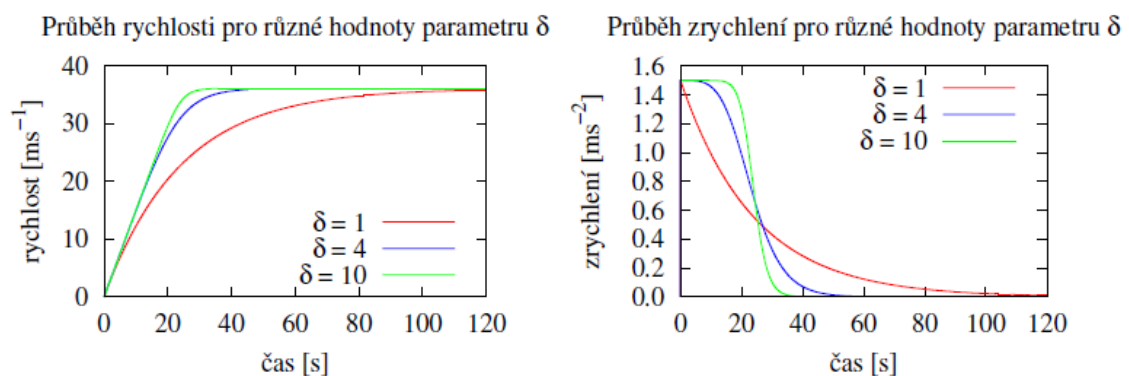 Průběh rychlosti pro různé hodnoty parametru δ
40
30
20
10
0
rychlost [ms⁻¹]
δ = 1
δ = 4
δ = 10
0 20 40 60 80 100 120
čas [s]
Průběh zrychlení pro různé hodnoty parametru δ
1.6
1.4
1.2
1.0
0.8
0.6
0.4
0.2
0.0
zrychlení [ms⁻²]
δ = 1
δ = 4
δ = 10
0 20 40 60 80 100 120
čas [s]